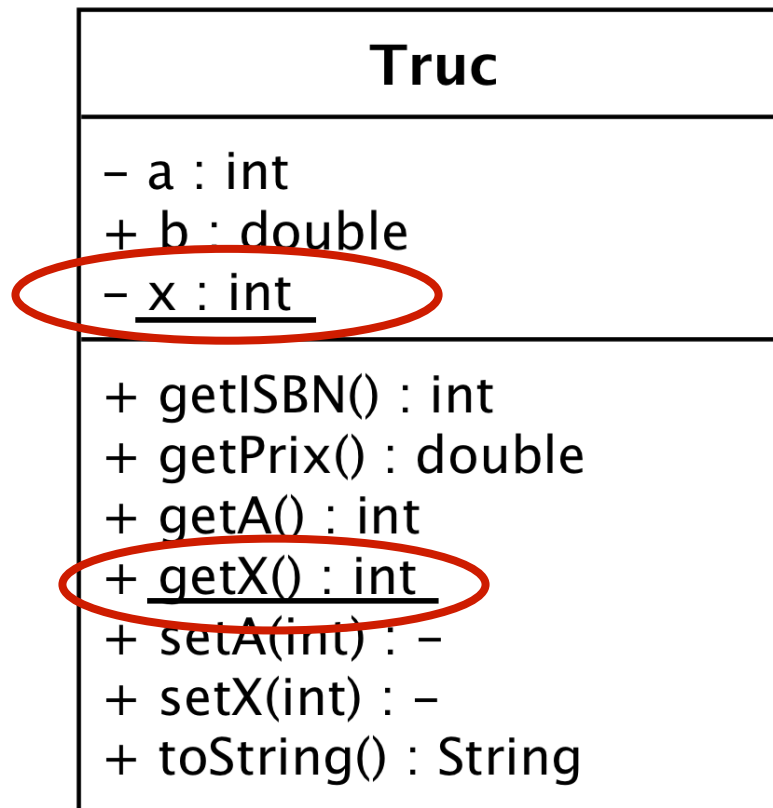 Truc
– a : int
+ b : double
– x : int
+ getISBN() : int
+ getPrix() : double
+ getA() : int
+ getX() : int
+ setA(int) : –
+ setX(int) : –
+ toString() : String